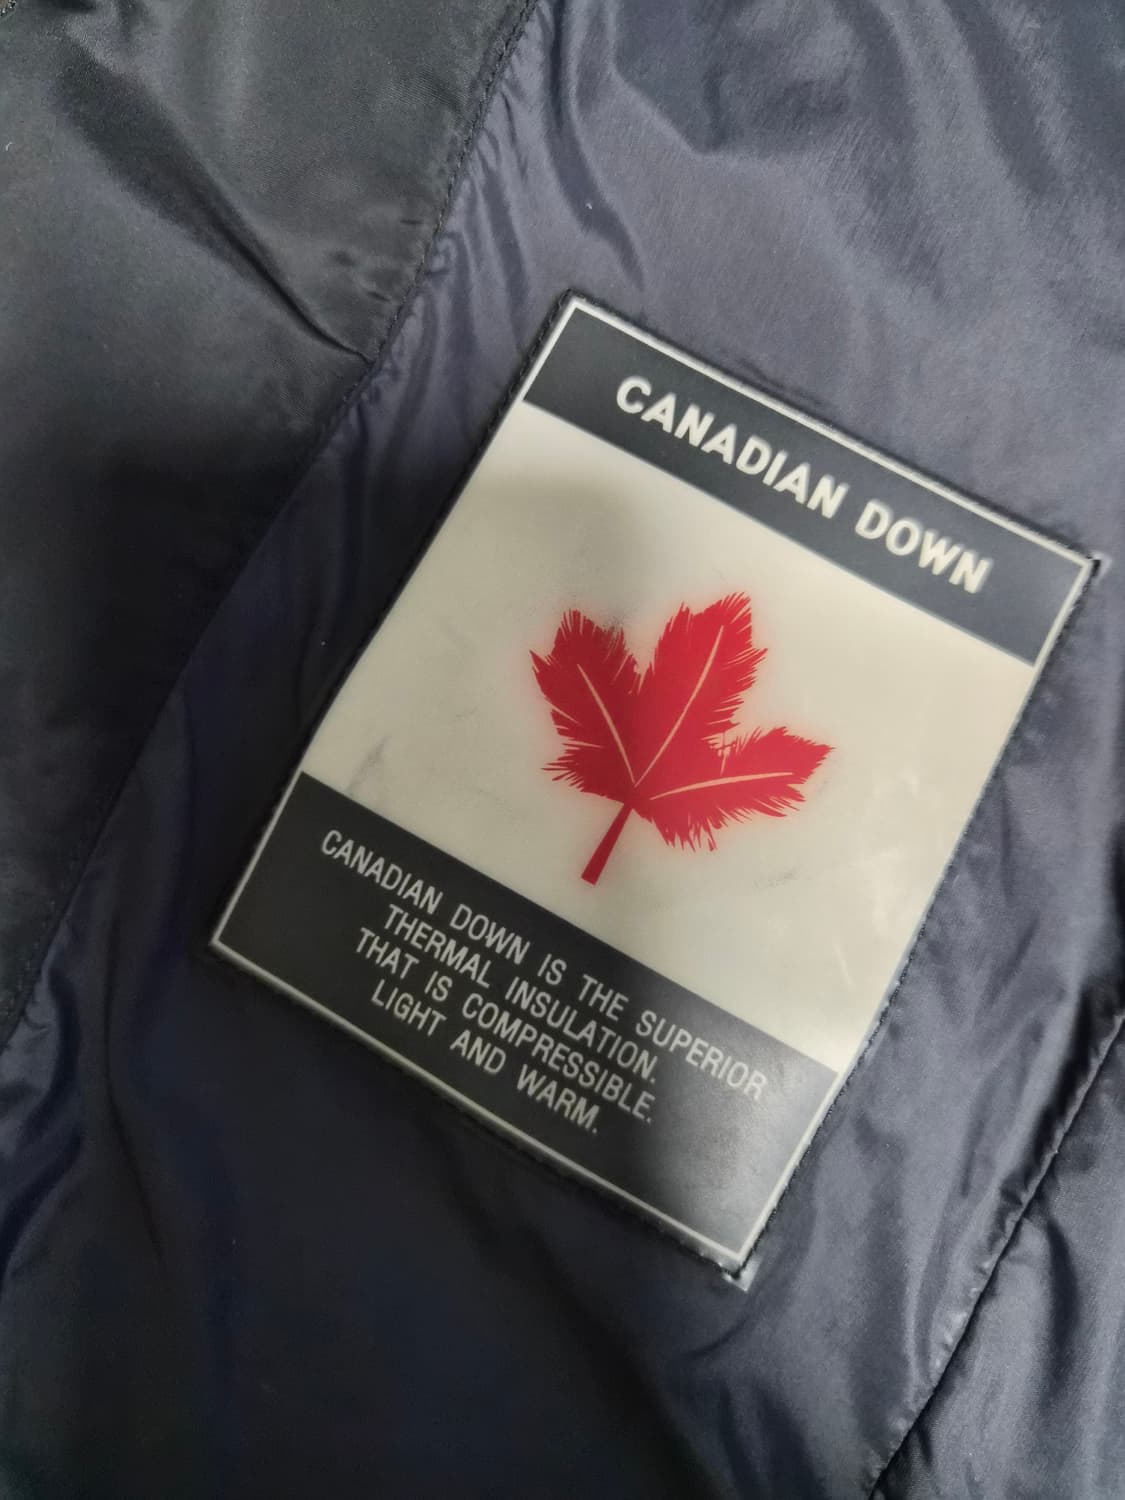 CANADIAN DOWN
CANADIAN DOWN IS THE SUPERIOR
THERMAL INSULATION.
THAT IS COMPRESSIBLE.
LIGHT AND WARM.